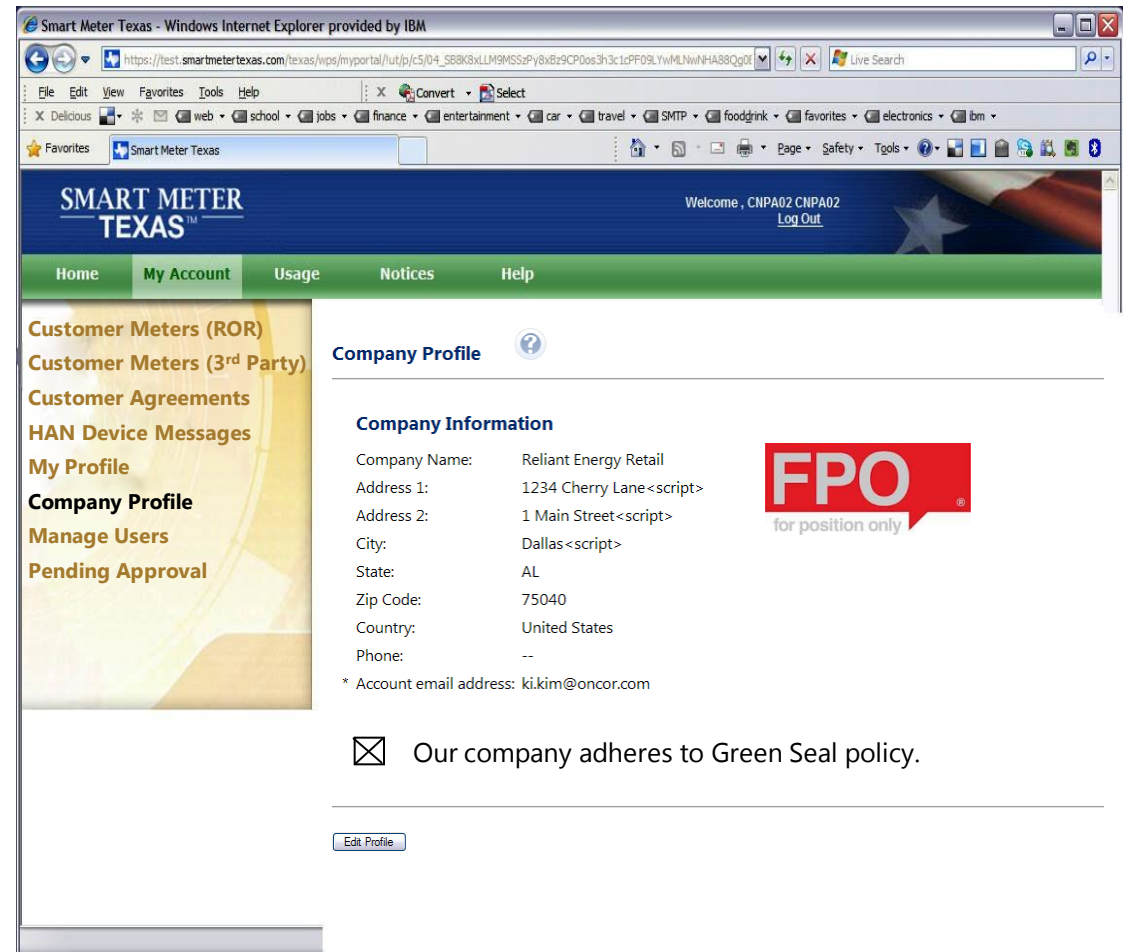 Smart Meter Texas - Windows Internet Explorer provided by IBM
https://test.smartmetertexas.com/texas/wps/myportal/!ut/p/c5/
Live Search
File Edit View Favorites Tools Help
X Convert Select
X Delicious web school jobs finance entertainment car travel SMTP food&drink favorites electronics ibm
Favorites Smart Meter Texas Page Safety Tools
SMART METER
TEXAS™
Welcome , CNPA02 CNPA02
Log Out
Home My Account Usage Notices Help
Customer Meters (ROR)
Customer Meters (3rd Party)
Customer Agreements
HAN Device Messages
My Profile
Company Profile
Manage Users
Pending Approval
Company Profile ?
Company Information
Company Name: Reliant Energy Retail
Address 1: 1234 Cherry Lane<script>
Address 2: 1 Main Street<script>
City: Dallas<script>
State: AL
Zip Code: 75040
Country: United States
Phone: --
* Account email address: ki.kim@oncor.com
FPO ®
for position only
Our company adheres to Green Seal policy.
Edit Profile